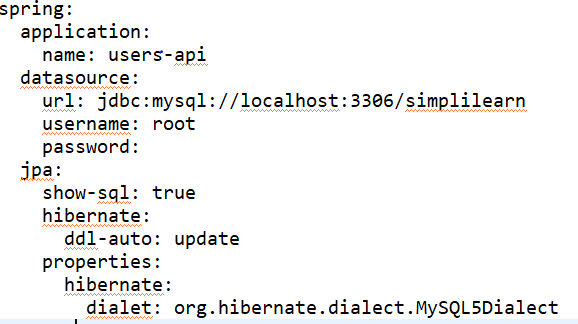 spring:
  application:
    name: users-api
  datasource:
    url: jdbc:mysql://localhost:3306/simplilearn
    username: root
    password:
  jpa:
    show-sql: true
    hibernate:
      ddl-auto: update
    properties:
      hibernate:
        dialet: org.hibernate.dialect.MySQL5Dialect